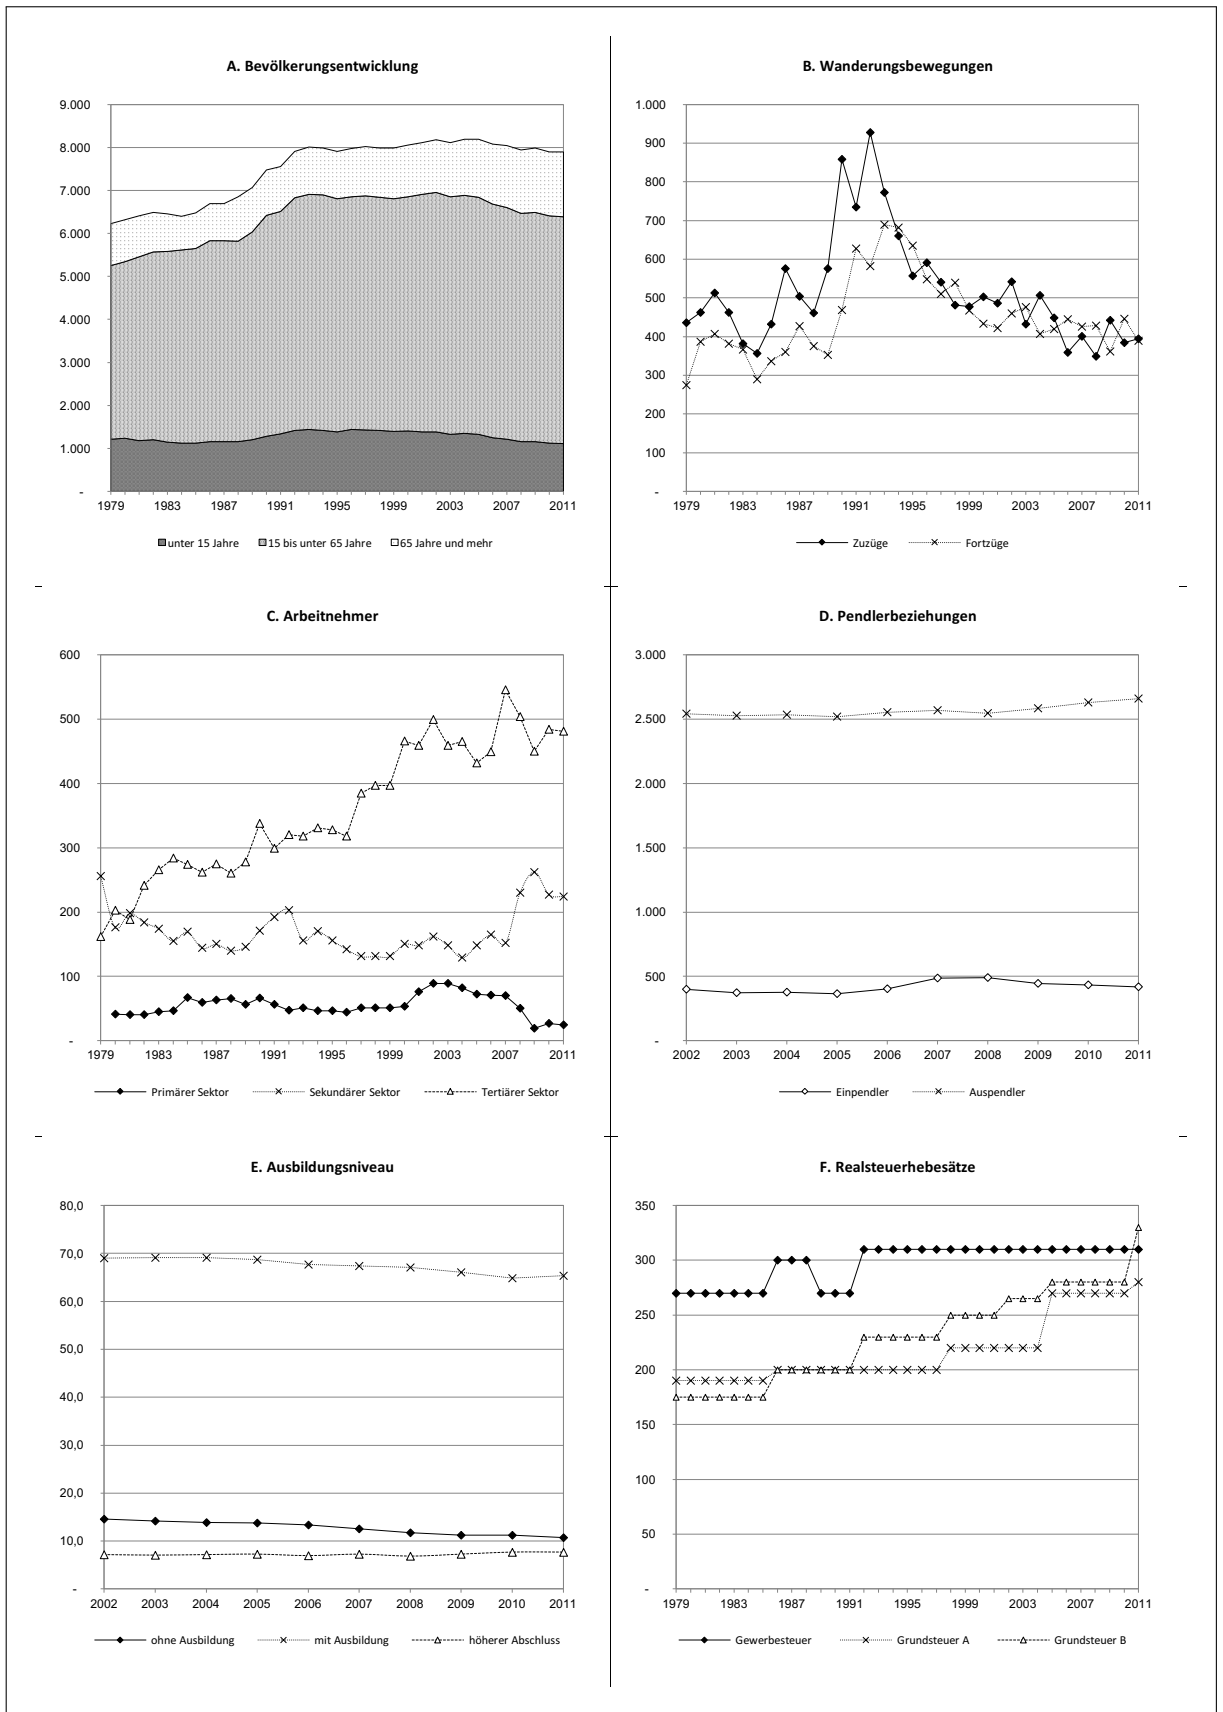 A. Bevölkerungsentwicklung
9.000
8.000
7.000
6.000
5.000
4.000
3.000
2.000
1.000
-
1979 1983 1987 1991 1995 1999 2003 2007 2011
unter 15 Jahre 15 bis unter 65 Jahre 65 Jahre und mehr
B. Wanderungsbewegungen
1.000
900
800
700
600
500
400
300
200
100
-
1979 1983 1987 1991 1995 1999 2003 2007 2011
Zuzüge Fortzüge
C. Arbeitnehmer
600
500
400
300
200
100
-
1979 1983 1987 1991 1995 1999 2003 2007 2011
Primärer Sektor Sekundärer Sektor Tertiärer Sektor
D. Pendlerbeziehungen
3.000
2.500
2.000
1.500
1.000
500
-
2002 2003 2004 2005 2006 2007 2008 2009 2010 2011
Einpendler Auspendler
E. Ausbildungsniveau
80,0
70,0
60,0
50,0
40,0
30,0
20,0
10,0
-
2002 2003 2004 2005 2006 2007 2008 2009 2010 2011
ohne Ausbildung mit Ausbildung höherer Abschluss
F. Realsteuerhebesätze
350
300
250
200
150
100
50
-
1979 1983 1987 1991 1995 1999 2003 2007 2011
Gewerbesteuer Grundsteuer A Grundsteuer B